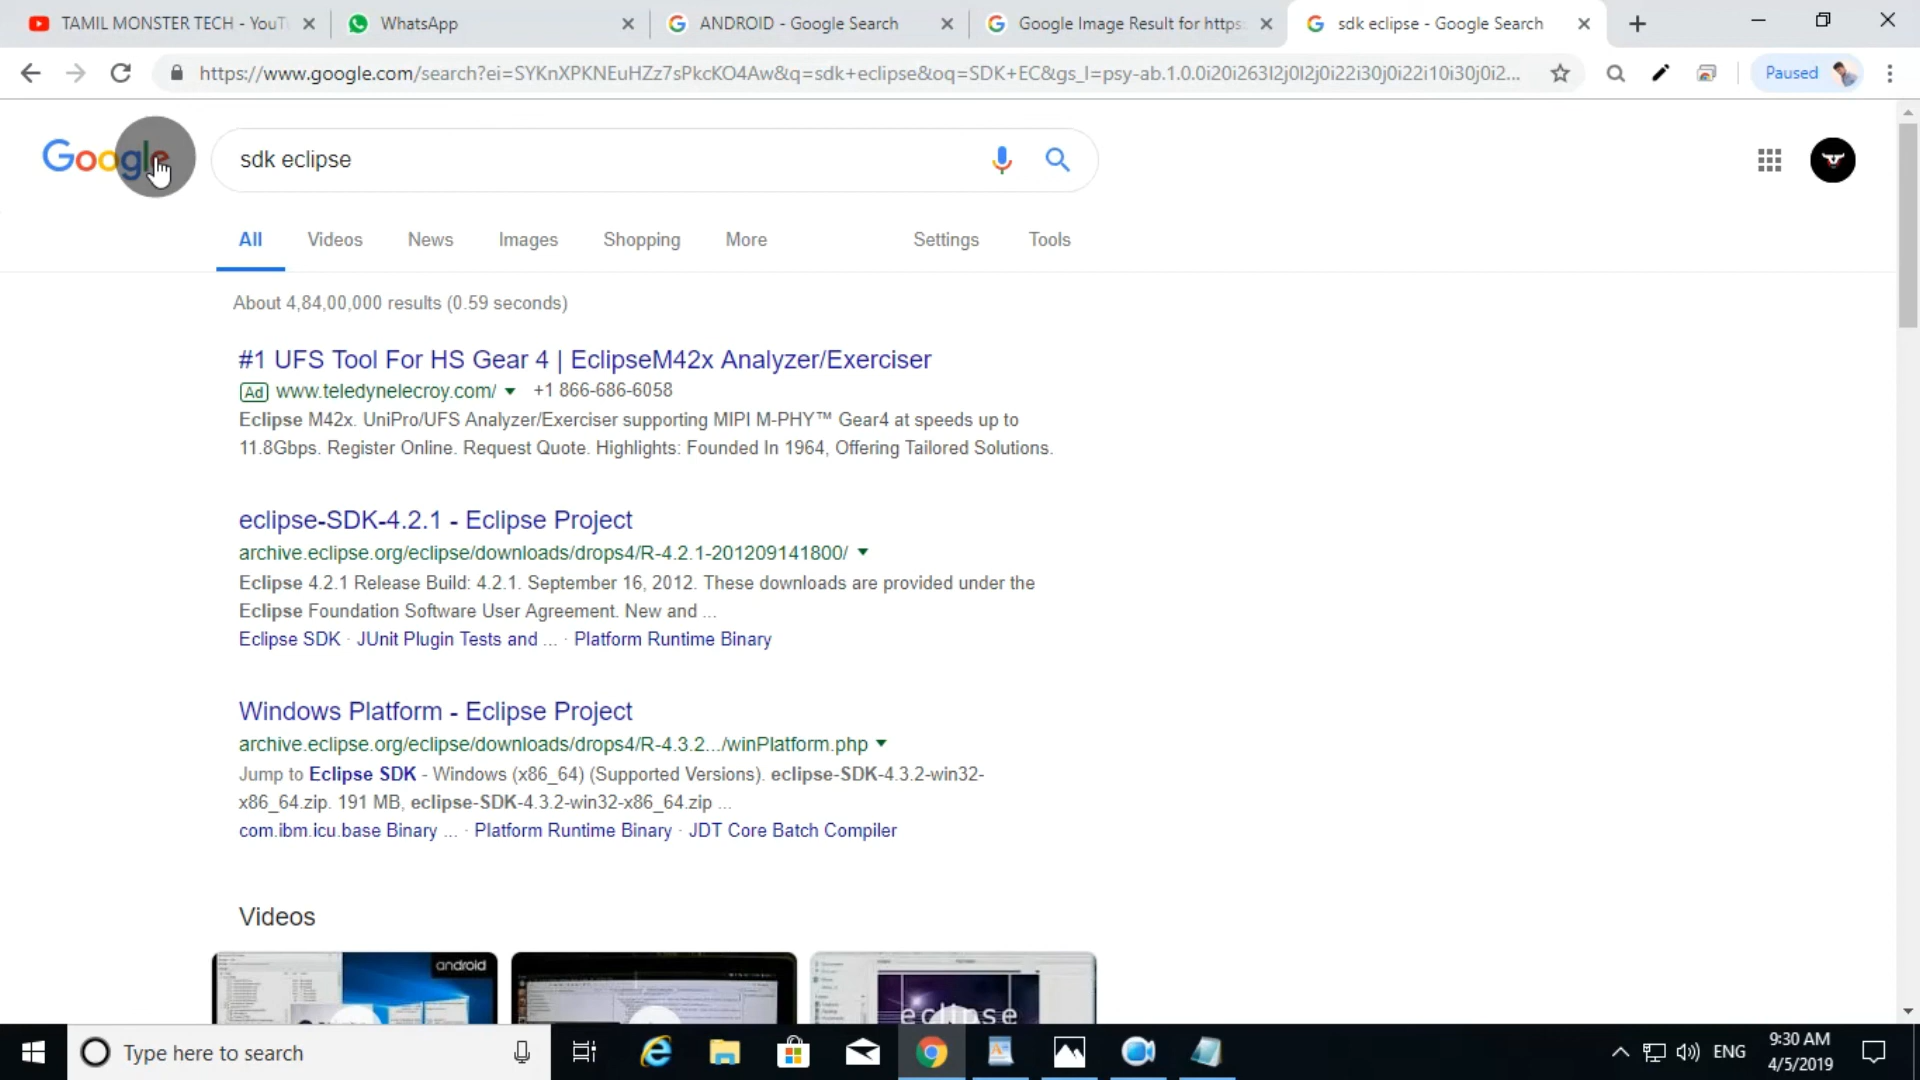 TAMIL MONSTER TECH - YouT
WhatsApp
ANDROID - Google Search
Google Image Result for https:
sdk eclipse - Google Search
https://www.google.com/search?ei=SYKnXPKNEuHZz7sPkcKO4Aw&q=sdk+eclipse&oq=SDK+EC&gs_l=psy-ab.1.0.0i20i263l2j0l2j0i22i30j0i22i10i30j0i2...
Paused
Google
sdk eclipse
All
Videos
News
Images
Shopping
More
Settings
Tools
About 4,84,00,000 results (0.59 seconds)
#1 UFS Tool For HS Gear 4 | EclipseM42x Analyzer/Exerciser
Ad www.teledynelecroy.com/ +1 866-686-6058
Eclipse M42x. UniPro/UFS Analyzer/Exerciser supporting MIPI M-PHY™ Gear4 at speeds up to
11.8Gbps. Register Online. Request Quote. Highlights: Founded In 1964, Offering Tailored Solutions.
eclipse-SDK-4.2.1 - Eclipse Project
archive.eclipse.org/eclipse/downloads/drops4/R-4.2.1-201209141800/
Eclipse 4.2.1 Release Build: 4.2.1. September 16, 2012. These downloads are provided under the
Eclipse Foundation Software User Agreement. New and ...
Eclipse SDK · JUnit Plugin Tests and ... · Platform Runtime Binary
Windows Platform - Eclipse Project
archive.eclipse.org/eclipse/downloads/drops4/R-4.3.2.../winPlatform.php
Jump to Eclipse SDK - Windows (x86_64) (Supported Versions). eclipse-SDK-4.3.2-win32-
x86_64.zip. 191 MB, eclipse-SDK-4.3.2-win32-x86_64.zip ...
com.ibm.icu.base Binary ... · Platform Runtime Binary · JDT Core Batch Compiler
Videos
android
eclipse
Type here to search
ENG
9:30 AM
4/5/2019